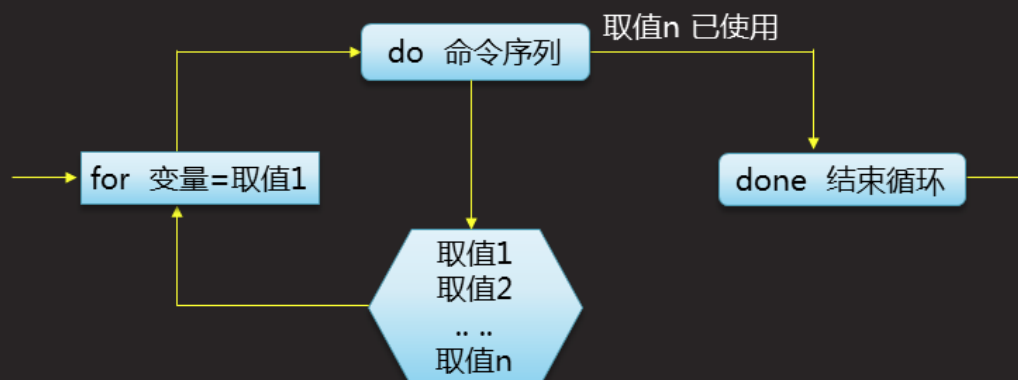 取值n 已使用
do 命令序列
for 变量=取值1
done 结束循环
取值1
取值2
.. ..
取值n